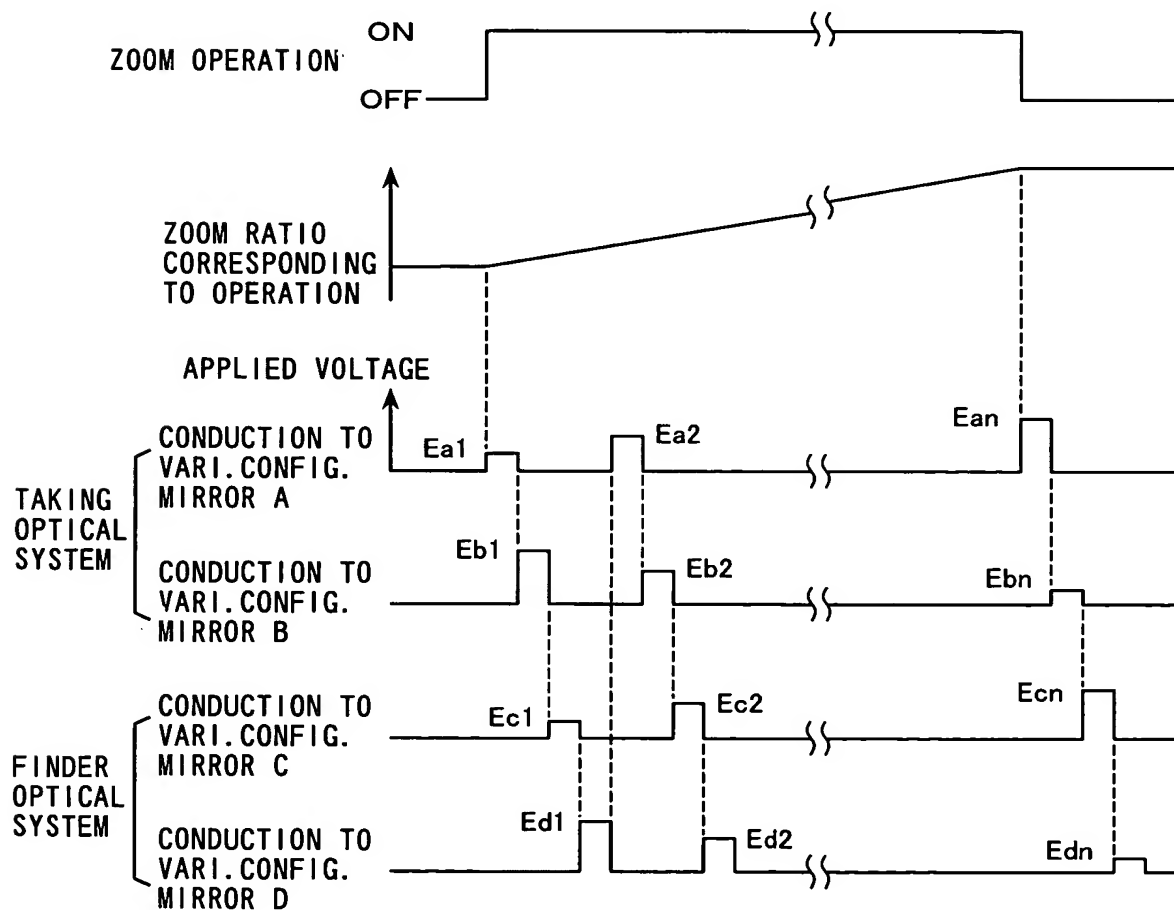 ON
ZOOM OPERATION
OFF
ZOOM RATIO
CORRESPONDING
TO OPERATION
APPLIED VOLTAGE
TAKING
OPTICAL
SYSTEM
CONDUCTION TO
VARI.CONFIG.
MIRROR A
Ea1
Ea2
Ean
CONDUCTION TO
VARI.CONFIG.
MIRROR B
Eb1
Eb2
Ebn
FINDER
OPTICAL
SYSTEM
CONDUCTION TO
VARI.CONFIG.
MIRROR C
Ec1
Ec2
Ecn
CONDUCTION TO
VARI.CONFIG.
MIRROR D
Ed1
Ed2
Edn